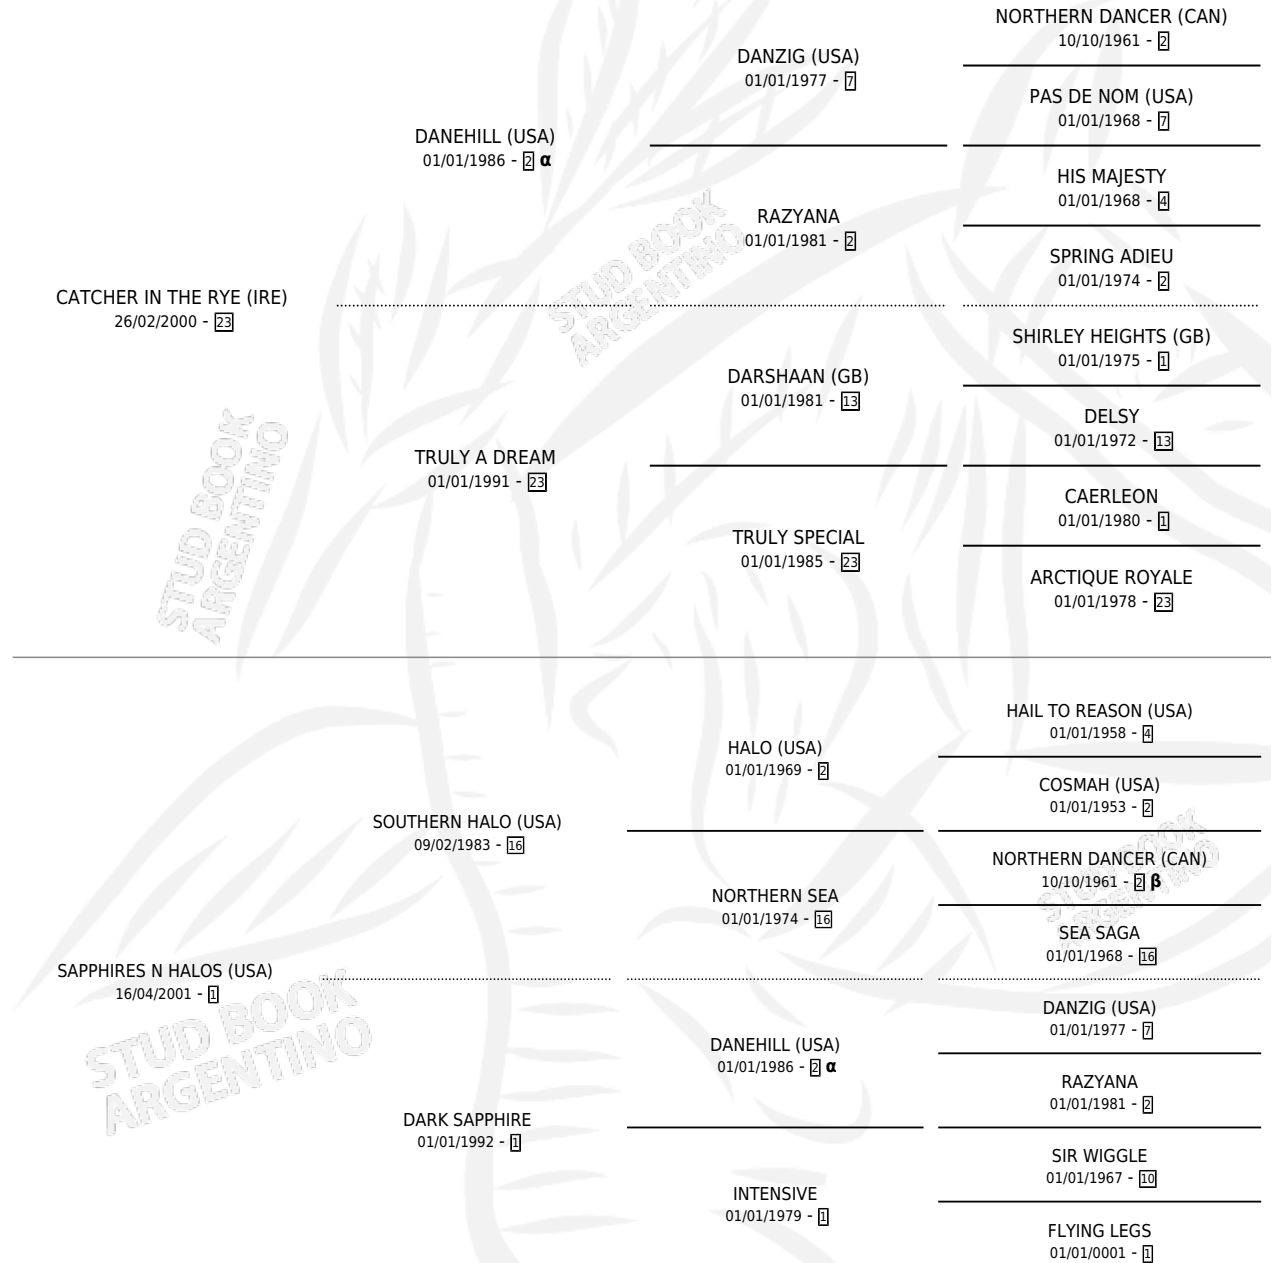 NORTHERN DANCER (CAN)
10/10/1961 - 2
DANZIG (USA)
01/01/1977 - 7
PAS DE NOM (USA)
01/01/1968 - 7
DANEHILL (USA)
01/01/1986 - 2 α
HIS MAJESTY
01/01/1968 - 4
RAZYANA
01/01/1981 - 2
SPRING ADIEU
01/01/1974 - 2
CATCHER IN THE RYE (IRE)
26/02/2000 - 23
STUD BOOK
ARGENTINO
SHIRLEY HEIGHTS (GB)
01/01/1975 - 1
DARSHAAN (GB)
01/01/1981 - 13
DELSY
01/01/1972 - 13
TRULY A DREAM
01/01/1991 - 23
CAERLEON
01/01/1980 - 1
TRULY SPECIAL
01/01/1985 - 23
ARCTIQUE ROYALE
01/01/1978 - 23
STUD BOOK
ARGENTINO
HAIL TO REASON (USA)
01/01/1958 - 4
HALO (USA)
01/01/1969 - 2
COSMAH (USA)
01/01/1953 - 2
SOUTHERN HALO (USA)
09/02/1983 - 16
NORTHERN DANCER (CAN)
10/10/1961 - 2 β
STUD BOOK
ARGENTINO
NORTHERN SEA
01/01/1974 - 16
SEA SAGA
01/01/1968 - 16
SAPPHIRES N HALOS (USA)
16/04/2001 - 1
STUD BOOK
ARGENTINO
DANZIG (USA)
01/01/1977 - 7
DANEHILL (USA)
01/01/1986 - 2 α
RAZYANA
01/01/1981 - 2
DARK SAPPHIRE
01/01/1992 - 1
SIR WIGGLE
01/01/1967 - 10
INTENSIVE
01/01/1979 - 1
FLYING LEGS
01/01/0001 - 1